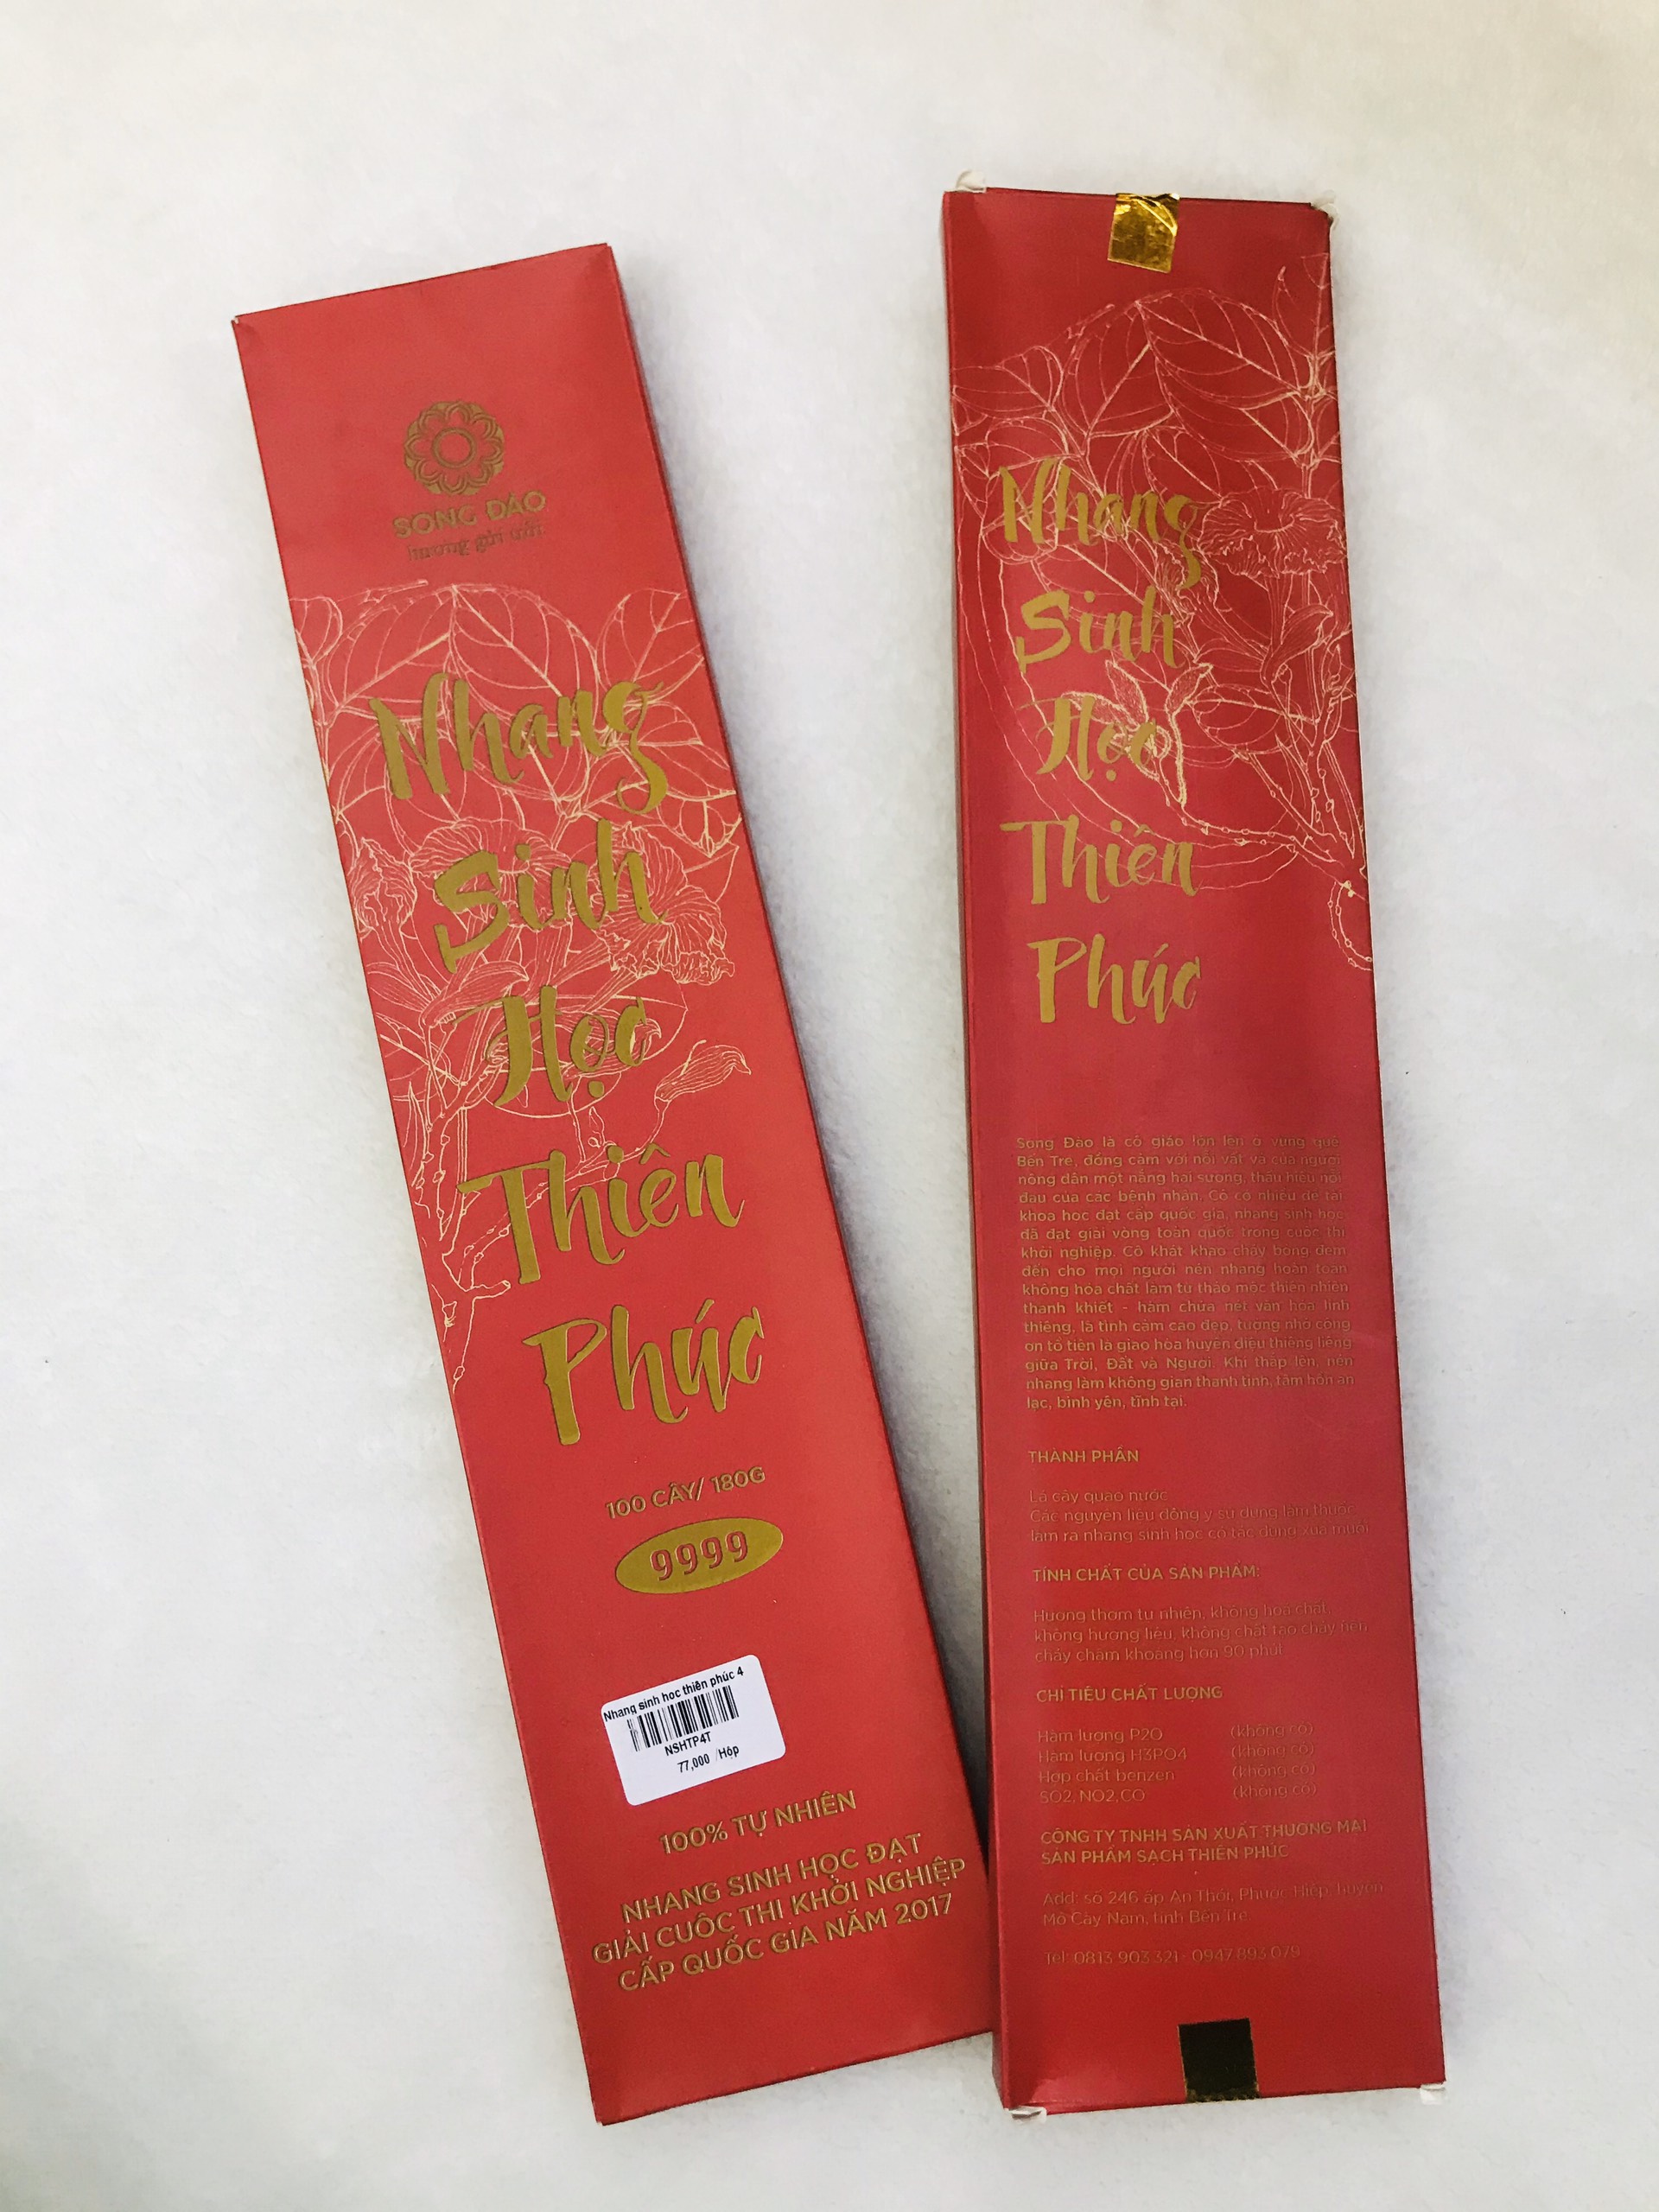 SONG ĐÀO
hương gửi trời
Nhang
Sinh
Học
Thiên
Phúc
100 CÂY/ 180G
9999
Nhang sinh học thiên phúc 4
NSHTP4T
77,000 /Hộp
100% TỰ NHIÊN
NHANG SINH HỌC ĐẠT
GIẢI CUỘC THI KHỞI NGHIỆP
CẤP QUỐC GIA NĂM 2017
Nhang
Sinh
Học
Thiên
Phúc
Song Đào là cô giáo lớn lên ở vùng quê
Bến Tre, đồng cảm với nỗi vất vả của người
nông dân một nắng hai sương, thấu hiểu nỗi
đau của các bệnh nhân. Cô có nhiều đề tài
khoa học đạt cấp quốc gia, nhang sinh học
đã đạt giải vòng toàn quốc trong cuộc thi
khởi nghiệp. Cô khát khao cháy bỏng đem
đến cho mọi người nén nhang hoàn toàn
không hóa chất làm từ thảo mộc thiên nhiên
thanh khiết - hàm chứa nét văn hóa linh
thiêng, là tình cảm cao đẹp, tưởng nhớ công
ơn tổ tiên là giao hòa huyền diệu thiêng liêng
giữa Trời, Đất và Người. Khi thắp lên, nén
nhang làm không gian thanh tịnh, tâm hồn an
lạc, bình yên, tĩnh tại.
THÀNH PHẦN
Lá cây quao nước
Các nguyên liệu đông y sử dụng làm thuốc
làm ra nhang sinh học có tác dụng xua muỗi
TÍNH CHẤT CỦA SẢN PHẨM:
Hương thơm tự nhiên, không hóa chất,
không hương liệu, không chất tạo cháy nên
cháy chậm khoảng hơn 90 phút
CHỈ TIÊU CHẤT LƯỢNG
Hàm lượng P2O (không có)
Hàm lượng H3PO4 (không có)
Hợp chất benzen (không có)
SO2, NO2,CO (không có)
CÔNG TY TNHH SẢN XUẤT THƯƠNG MẠI
SẢN PHẨM SẠCH THIÊN PHÚC
Add: số 246 ấp An Thới, Phước Hiệp, huyện
Mỏ Cày Nam, tỉnh Bến Tre
Tel: 0813 903 321 - 0947 893 079